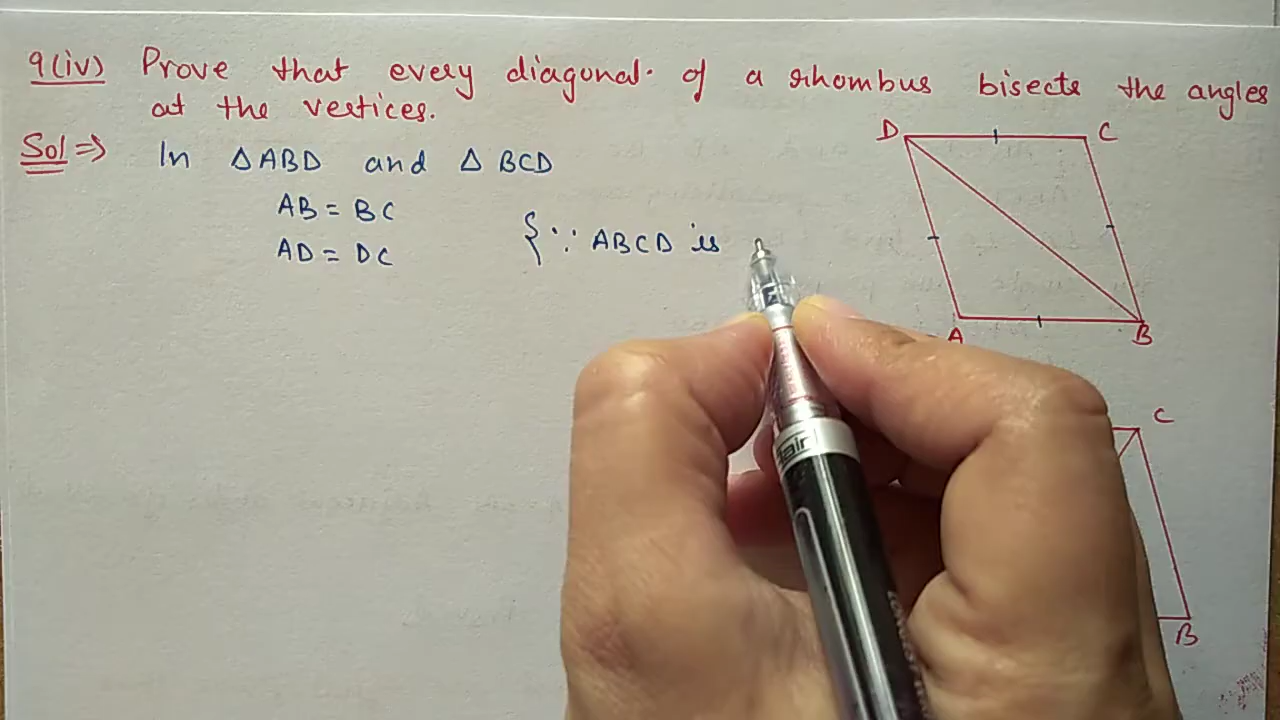 9(iv) Prove that every diagonal. of a rhombus bisects the angles
at the vertices.
Sol ⇒ In ΔABD and Δ BCD
AB = BC
AD = DC
{ ∵ ABCD is
D C
A B
C
B